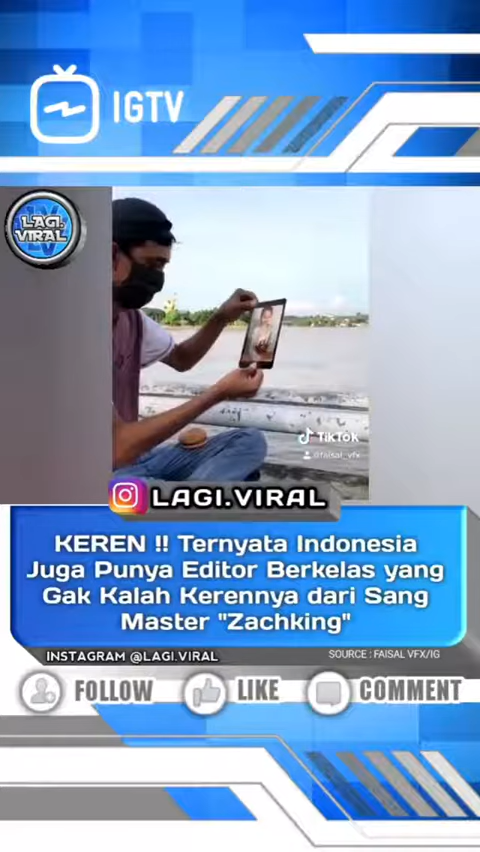 IGTV
LAGI.
VIRAL
TikTok
@faisal_vfx
LAGI.VIRAL
KEREN !! Ternyata Indonesia
Juga Punya Editor Berkelas yang
Gak Kalah Kerennya dari Sang
Master "Zachking"
INSTAGRAM @LAGI.VIRAL
SOURCE : FAISAL VFX/IG
FOLLOW
LIKE
COMMENT